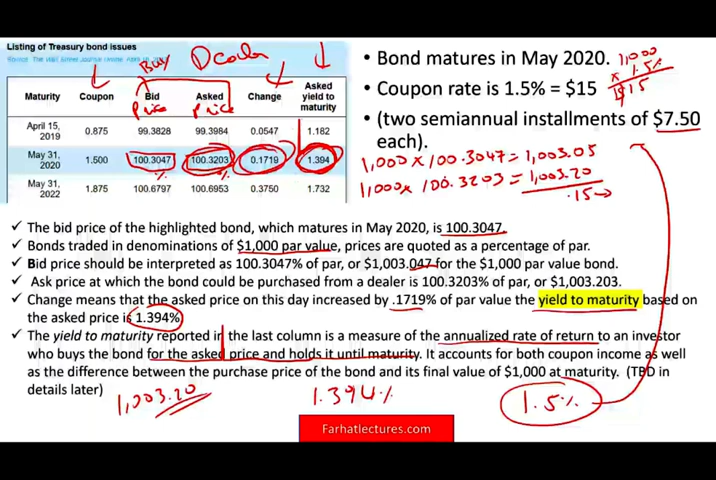 Listing of Treasury bond issues
Buy Dealer
Maturity Coupon Bid Asked Change Asked yield to maturity
Price Price
April 15, 2019 0.875 99.3828 99.3984 0.0547 1.182
May 31, 2020 1.500 100.3047 100.3203 0.1719 1.394
% %
May 31, 2022 1.875 100.6797 100.6953 0.3750 1.732
• Bond matures in May 2020.
1,000
x 1.5%
$15
• Coupon rate is 1.5% = $15
• (two semiannual installments of $7.50
each).
1,000 x 100.3047 = 1,003.05
1,000 x 100.3203 = 1,003.20
.15
✓ The bid price of the highlighted bond, which matures in May 2020, is 100.3047.
✓ Bonds traded in denominations of $1,000 par value, prices are quoted as a percentage of par.
✓ Bid price should be interpreted as 100.3047% of par, or $1,003.047 for the $1,000 par value bond.
✓ Ask price at which the bond could be purchased from a dealer is 100.3203% of par, or $1,003.203.
✓ Change means that the asked price on this day increased by .1719% of par value the yield to maturity based on
the asked price is 1.394%
✓ The yield to maturity reported in the last column is a measure of the annualized rate of return to an investor
who buys the bond for the asked price and holds it until maturity. It accounts for both coupon income as well
as the difference between the purchase price of the bond and its final value of $1,000 at maturity. (TBD in
details later)
1,003.20 1.394% 1.5%
Farhatlectures.com